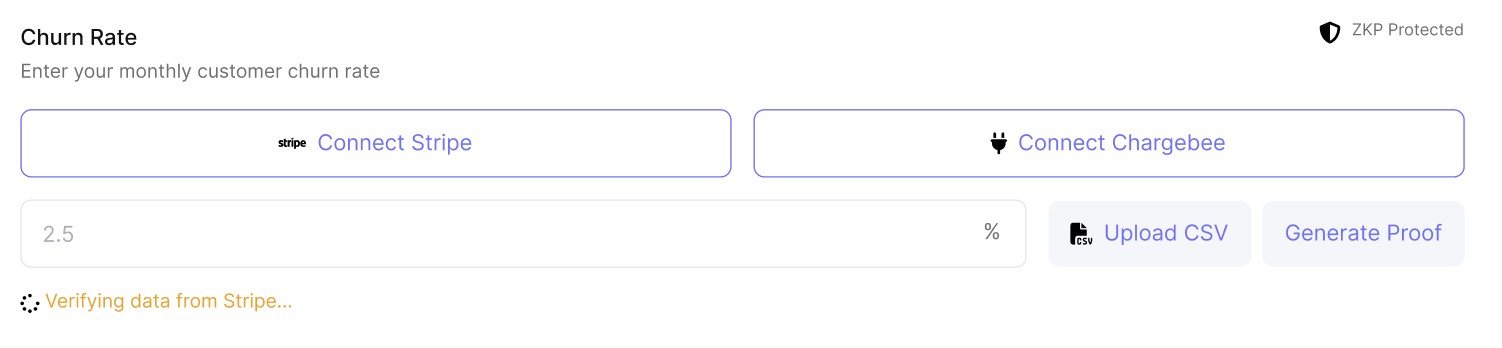 Churn Rate
ZKP Protected
Enter your monthly customer churn rate
stripe Connect Stripe
Connect Chargebee
2.5 %
CSV Upload CSV
Generate Proof
Verifying data from Stripe...